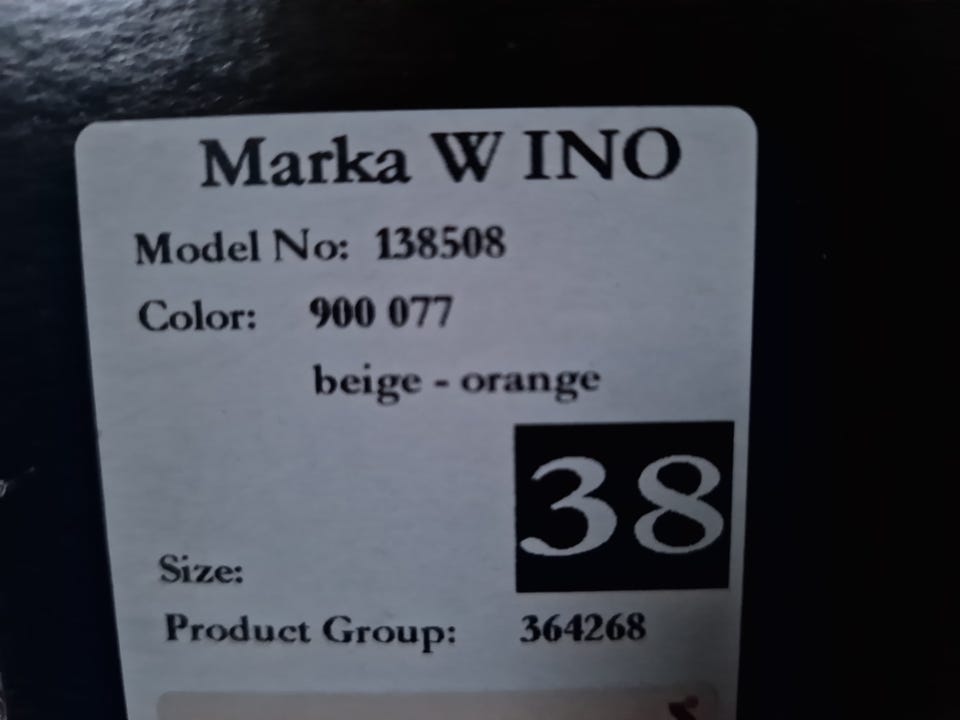 Marka W INO
Model No: 138508
Color: 900 077
beige - orange
38
Size:
Product Group: 364268